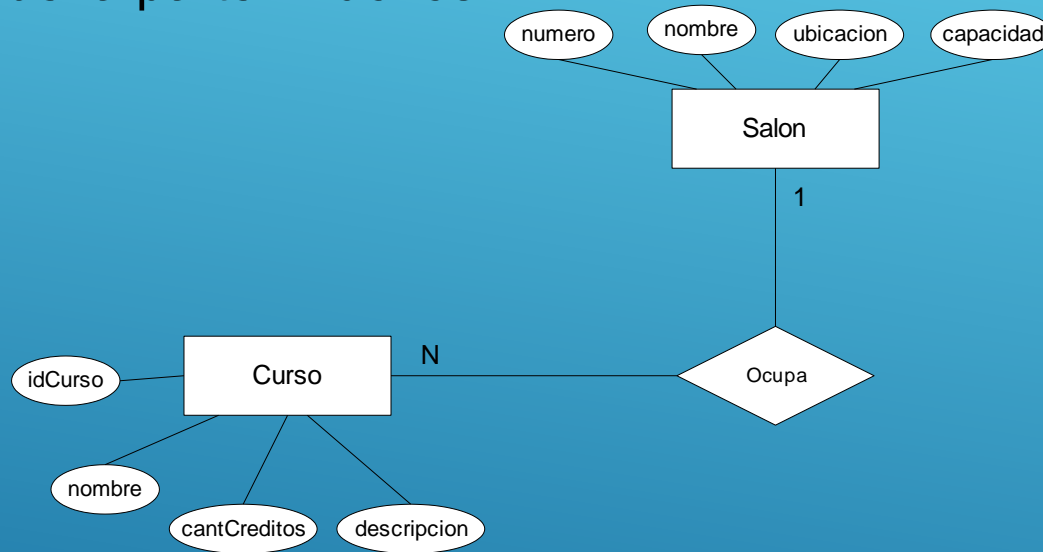 numero
nombre
ubicacion
capacidad
Salon
1
Ocupa
N
Curso
idCurso
nombre
cantCreditos
descripcion